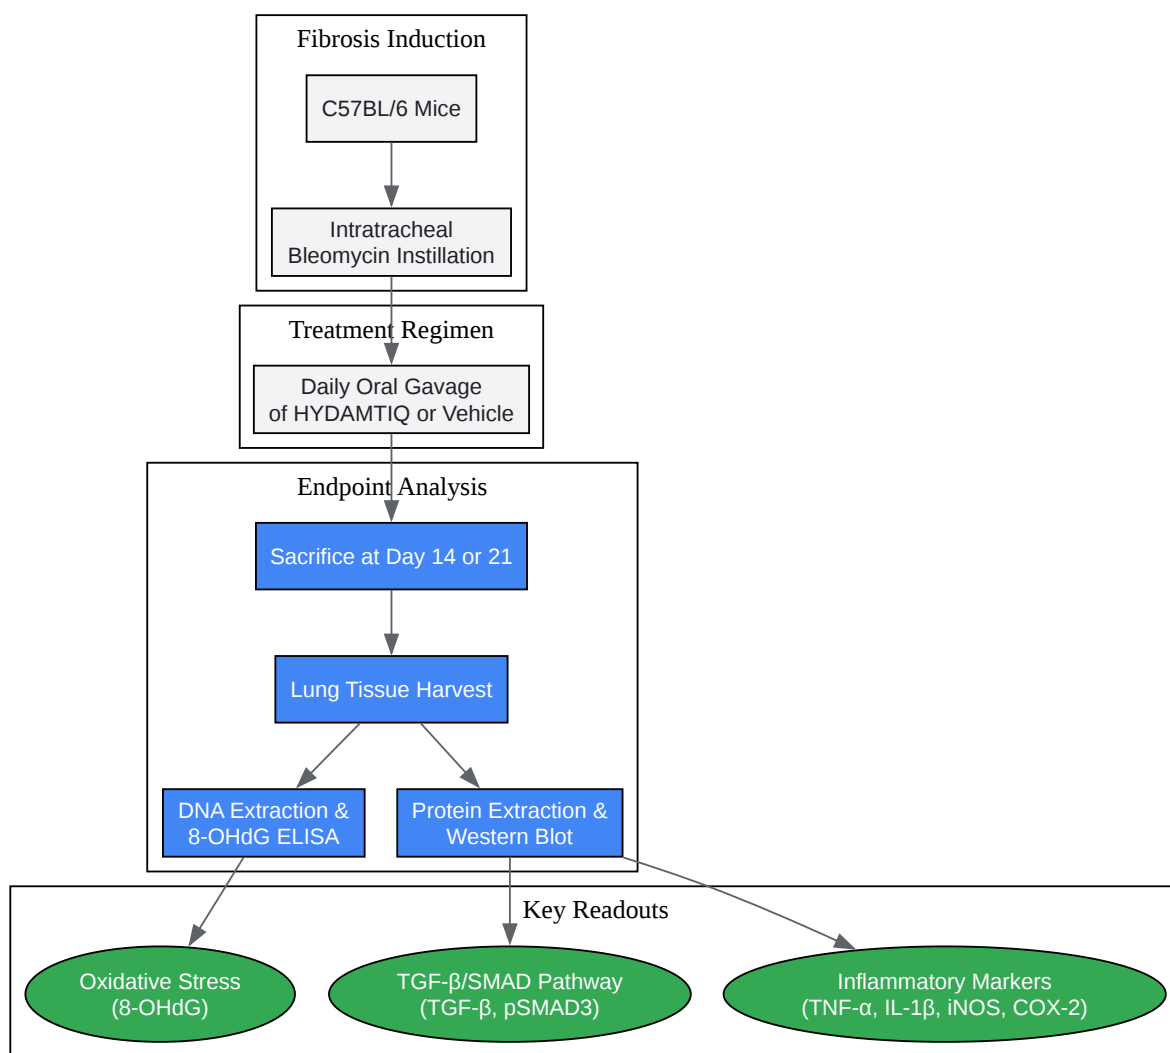 Fibrosis Induction
C57BL/6 Mice
Intratracheal
Bleomycin Instillation
Treatment Regimen
Daily Oral Gavage
of HYDAMTIQ or Vehicle
Endpoint Analysis
Sacrifice at Day 14 or 21
Lung Tissue Harvest
DNA Extraction &
8-OHdG ELISA
Protein Extraction &
Western Blot
Key Readouts
Oxidative Stress
(8-OHdG)
TGF-β/SMAD Pathway
(TGF-β, pSMAD3)
Inflammatory Markers
(TNF-α, IL-1β, iNOS, COX-2)